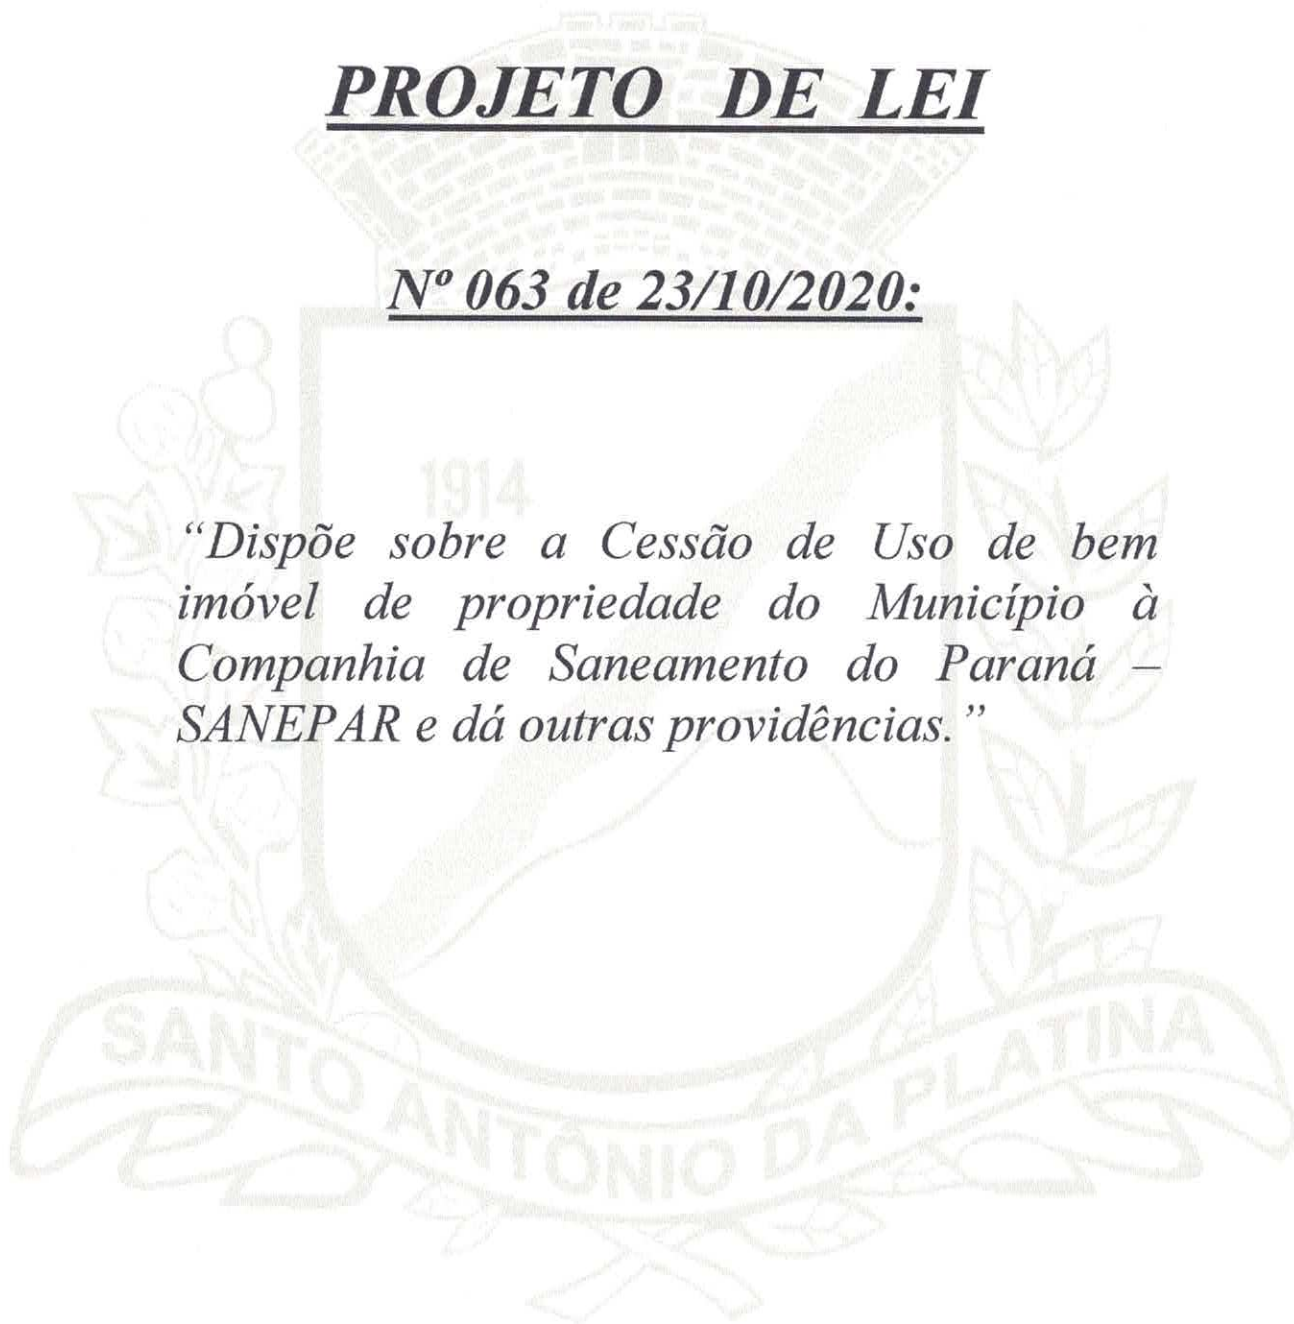 PROJETO DE LEI
Nº 063 de 23/10/2020:
1914
“Dispõe sobre a Cessão de Uso de bem
imóvel de propriedade do Município à
Companhia de Saneamento do Paraná –
SANEPAR e dá outras providências.”
SANTO ANTÔNIO DA PLATINA